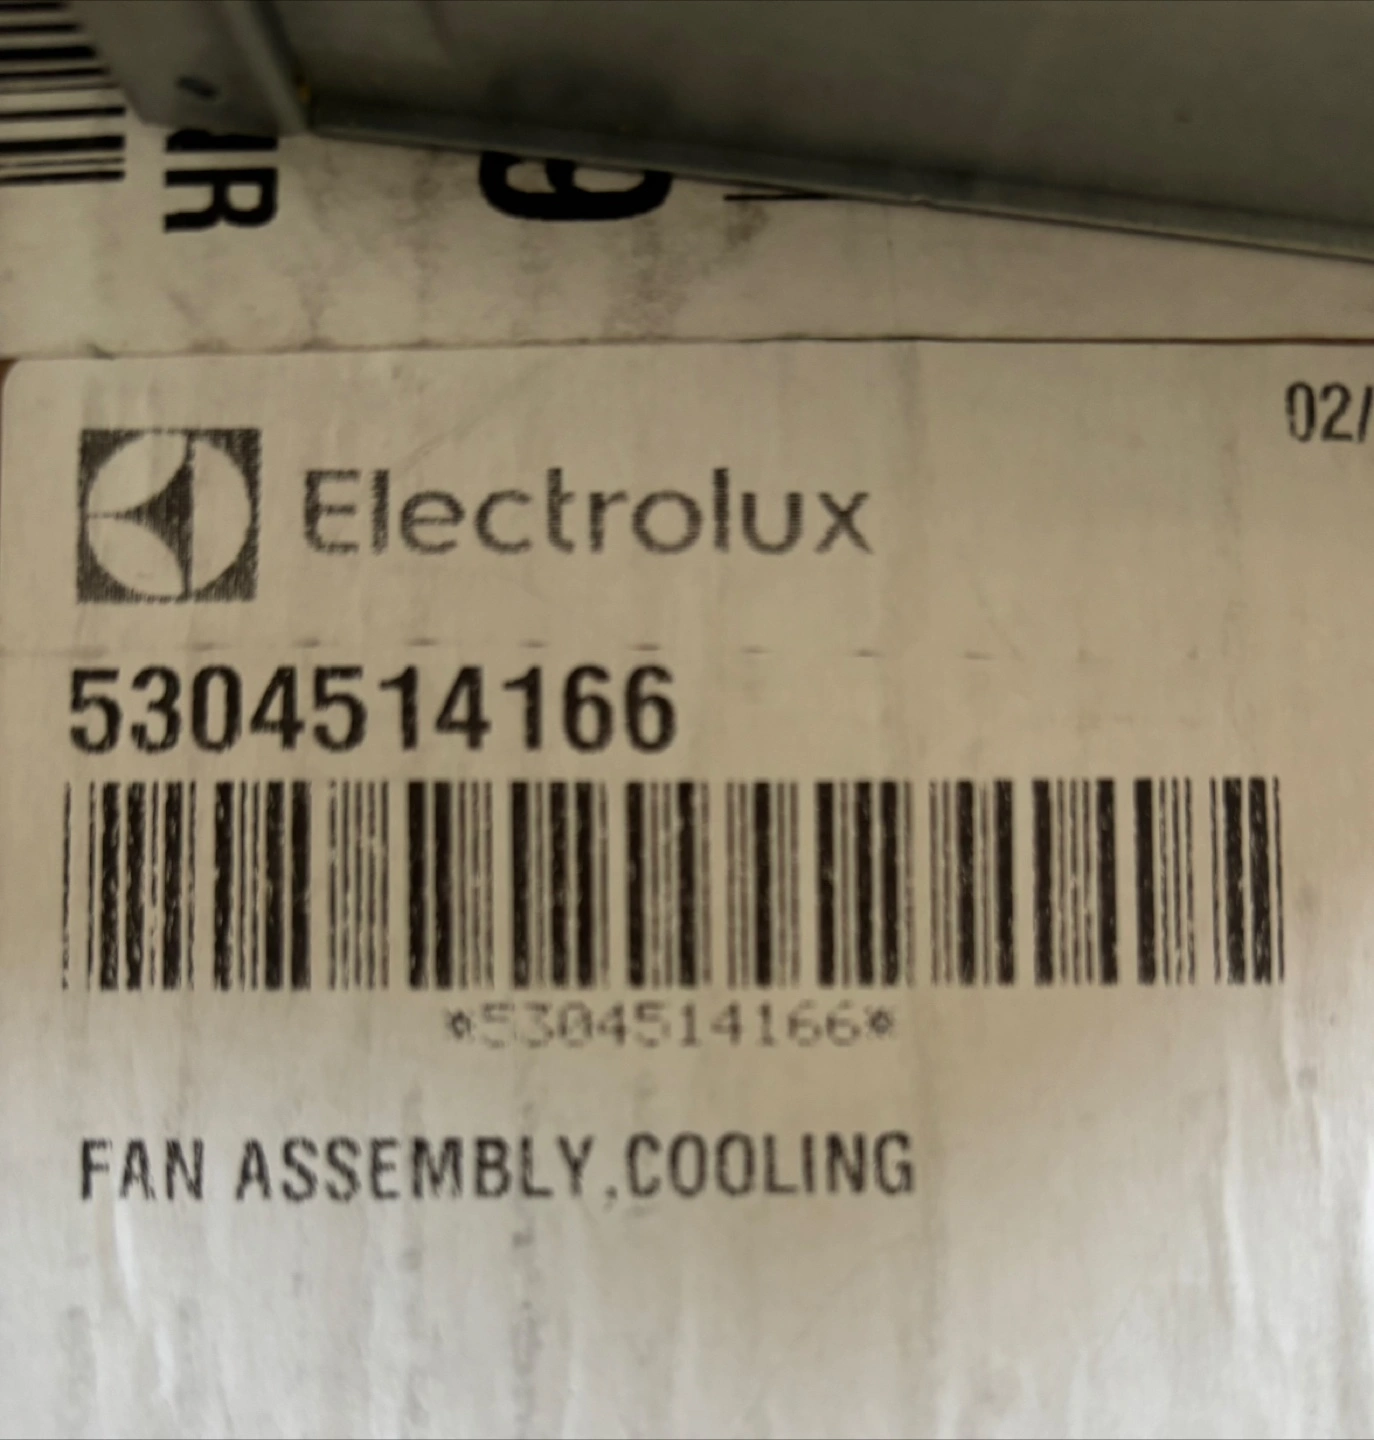 Electrolux
02/
5304514166
*5304514166*
FAN ASSEMBLY,COOLING